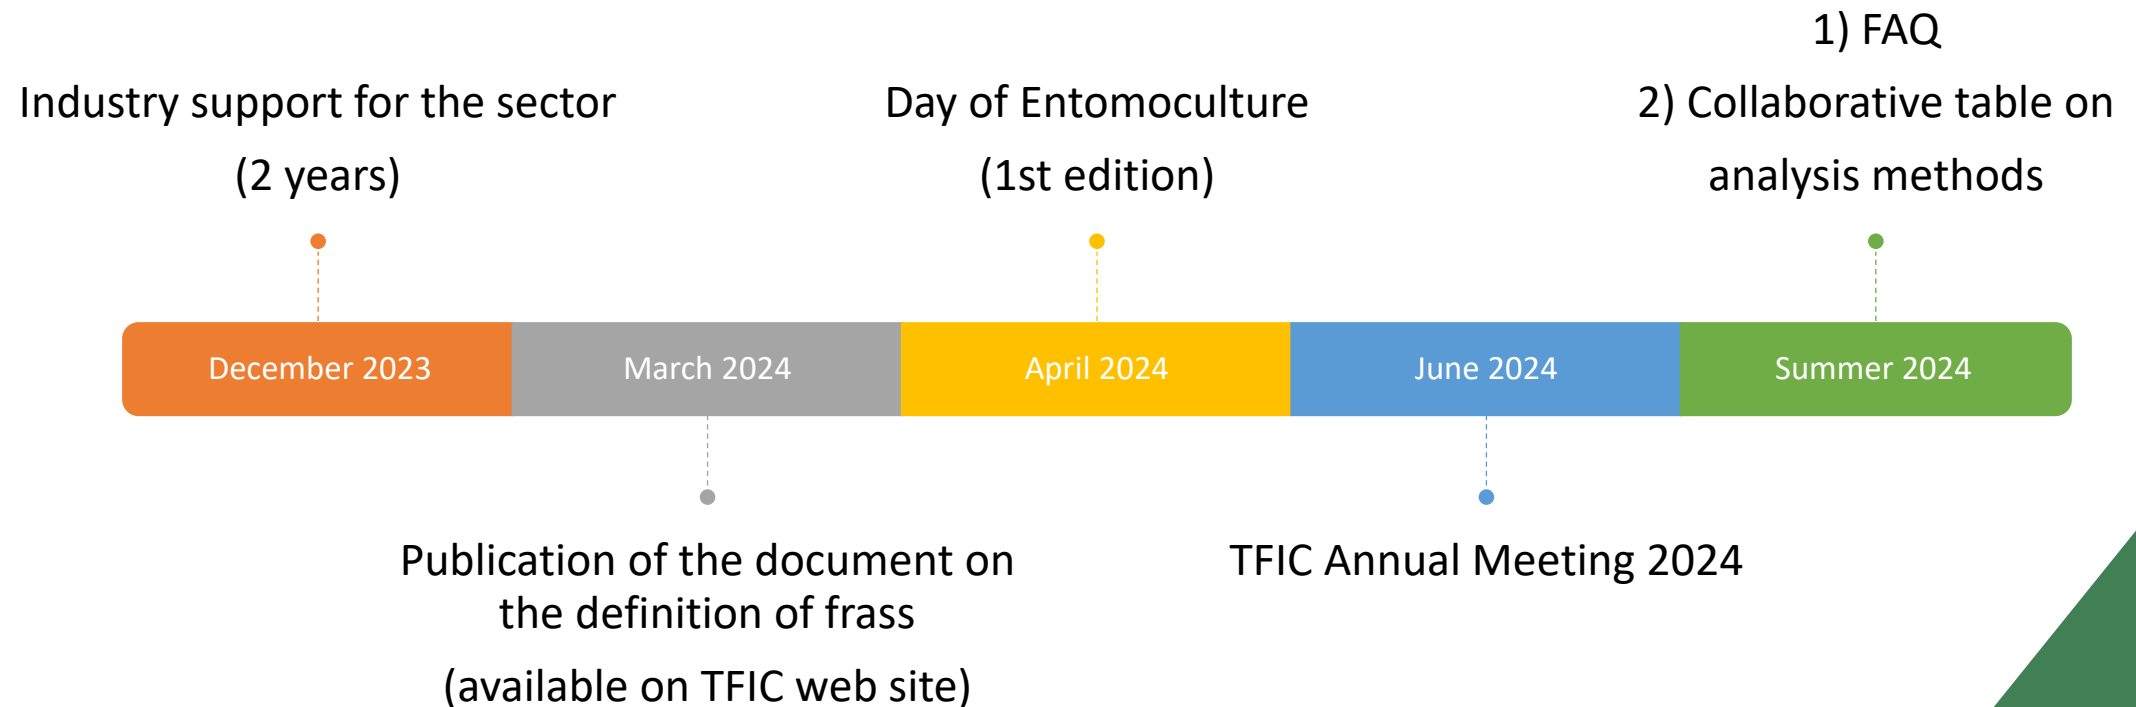 1) FAQ
Industry support for the sector
(2 years)
Day of Entomoculture
(1st edition)
2) Collaborative table on
analysis methods
December 2023
March 2024
April 2024
June 2024
Summer 2024
Publication of the document on
the definition of frass
(available on TFIC web site)
TFIC Annual Meeting 2024